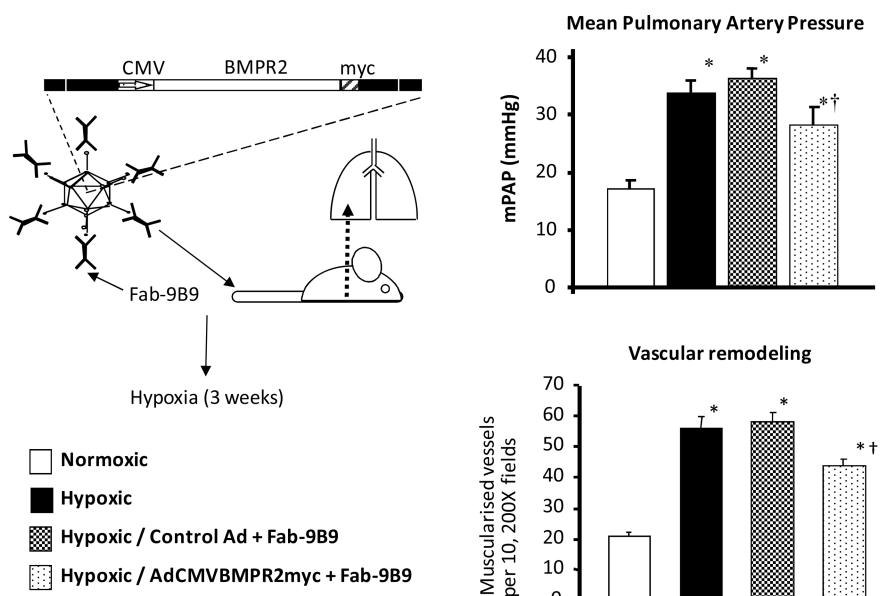 CMV BMPR2 myc
Fab-9B9
Hypoxia (3 weeks)
Normoxic
Hypoxic
Hypoxic / Control Ad + Fab-9B9
Hypoxic / AdCMVBMPR2myc + Fab-9B9
Mean Pulmonary Artery Pressure
mPAP (mmHg)
40
30
20
10
0
*
*
*†
Vascular remodeling
Muscularised vessels
per 10, 200X fields
70
60
50
40
30
20
10
0
*
*
* †